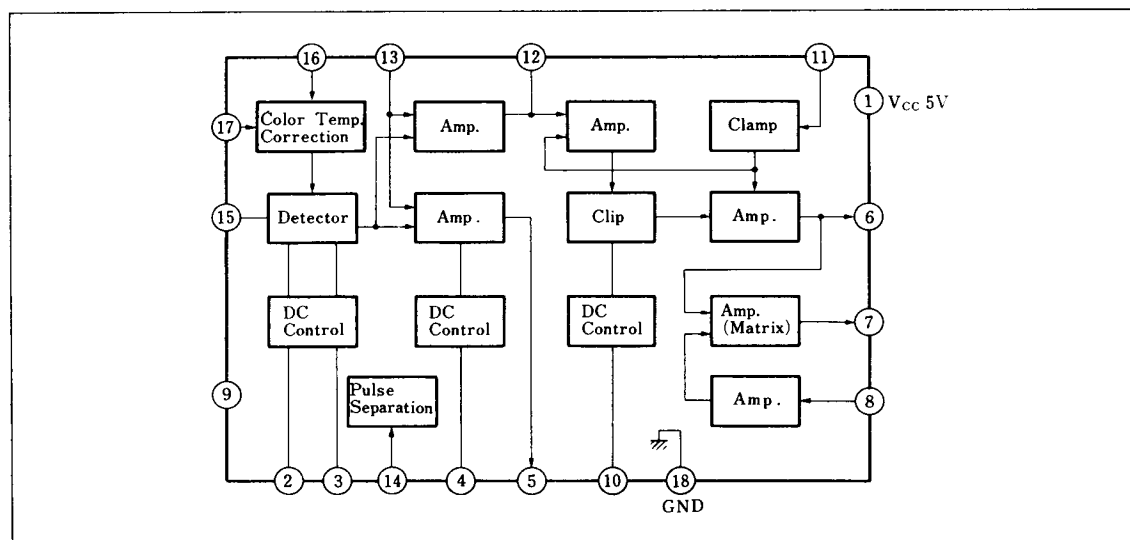 16
13
12
11
1
VCC 5V
17
Color Temp.
Correction
Amp.
Amp.
Clamp
15
Detector
Amp.
Clip
Amp.
6
DC
Control
DC
Control
DC
Control
Amp.
(Matrix)
7
9
Pulse
Separation
Amp.
8
2
3
14
4
5
10
18
GND